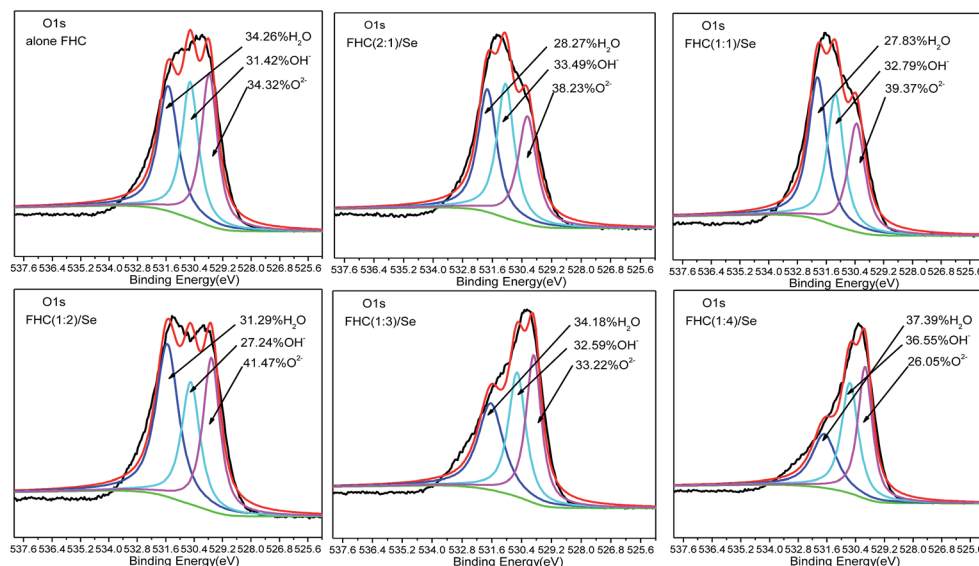 O1s
alone FHC
34.26%H₂O
31.42%OH⁻
34.32%O²⁻
537.6 536.4 535.2 534.0 532.8 531.6 530.4 529.2 528.0 526.8 525.6
Binding Energy(eV)
O1s
FHC(2:1)/Se
28.27%H₂O
33.49%OH⁻
38.23%O²⁻
537.6 536.4 535.2 534.0 532.8 531.6 530.4 529.2 528.0 526.8 525.6
Binding Energy(eV)
O1s
FHC(1:1)/Se
27.83%H₂O
32.79%OH⁻
39.37%O²⁻
537.6 536.4 535.2 534.0 532.8 531.6 530.4 529.2 528.0 526.8 525.6
Binding Energy(eV)
O1s
FHC(1:2)/Se
31.29%H₂O
27.24%OH⁻
41.47%O²⁻
537.6 536.4 535.2 534.0 532.8 531.6 530.4 529.2 528.0 526.8 525.6
Binding Energy(eV)
O1s
FHC(1:3)/Se
34.18%H₂O
32.59%OH⁻
33.22%O²⁻
537.6 536.4 535.2 534.0 532.8 531.6 530.4 529.2 528.0 526.8 525.6
Binding Energy(eV)
O1s
FHC(1:4)/Se
37.39%H₂O
36.55%OH⁻
26.05%O²⁻
537.6 536.4 535.2 534.0 532.8 531.6 530.4 529.2 528.0 526.8 525.6
Binding Energy(eV)